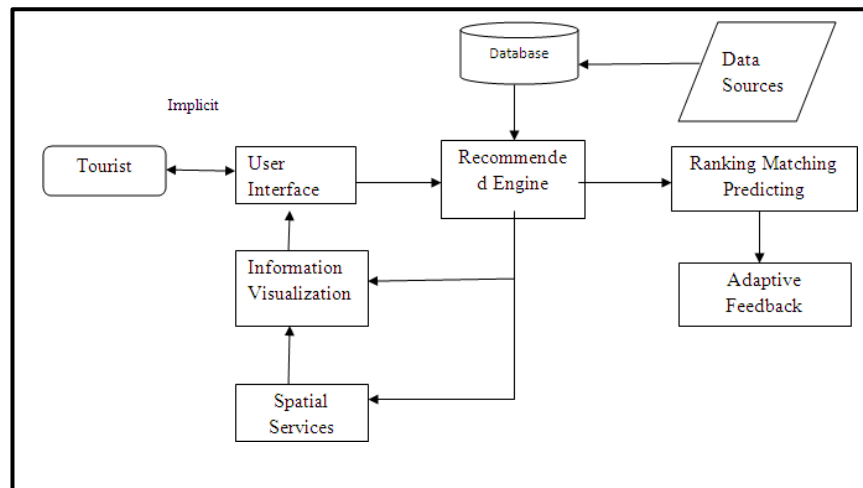 Database
Data
Sources
Implicit
Tourist
User
Interface
Recommende
d Engine
Ranking Matching
Predicting
Information
Visualization
Adaptive
Feedback
Spatial
Services